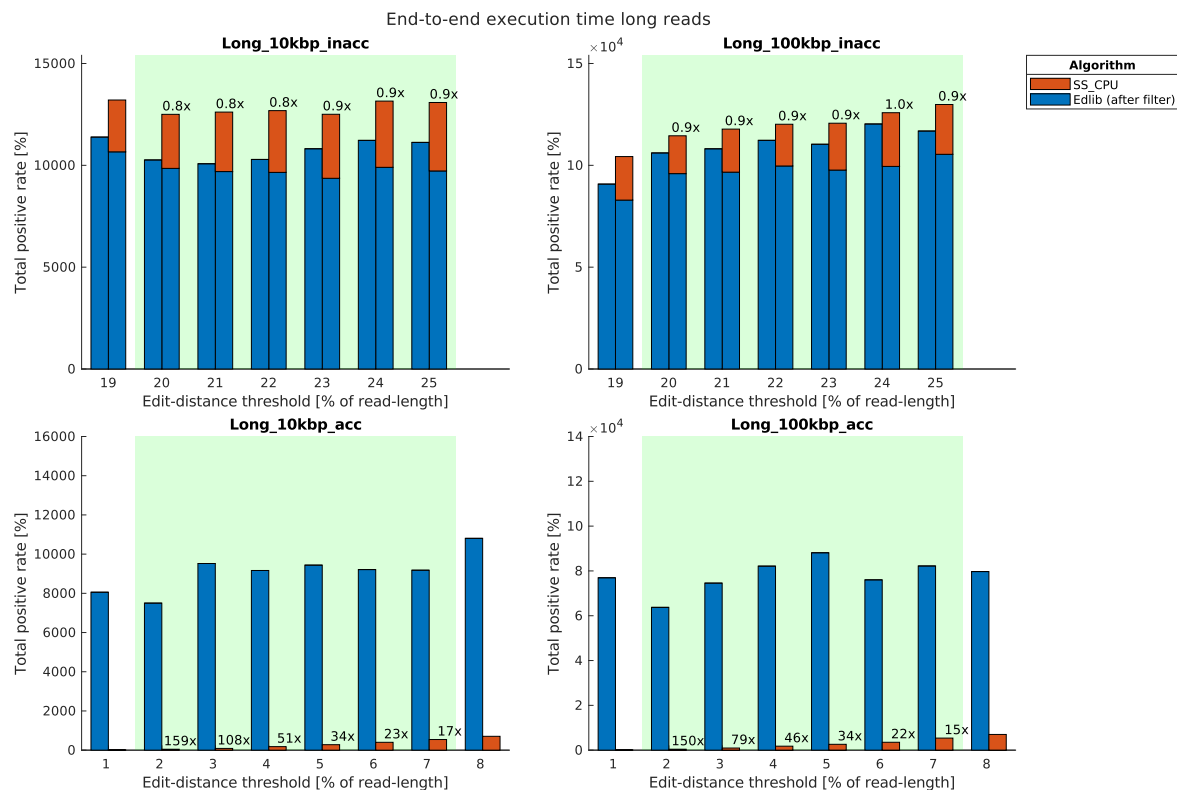 End-to-end execution time long reads
Long_10kbp_inacc
Total positive rate [%]
15000
10000
5000
0
0.8x 0.8x 0.8x 0.9x 0.9x 0.9x
19 20 21 22 23 24 25
Edit-distance threshold [% of read-length]
Long_100kbp_inacc
×10⁴
Total positive rate [%]
15
10
5
0
0.9x 0.9x 0.9x 0.9x 1.0x 0.9x
19 20 21 22 23 24 25
Edit-distance threshold [% of read-length]
Algorithm
SS_CPU
Edlib (after filter)
Long_10kbp_acc
Total positive rate [%]
16000
14000
12000
10000
8000
6000
4000
2000
0
159x 108x 51x 34x 23x 17x
1 2 3 4 5 6 7 8
Edit-distance threshold [% of read-length]
Long_100kbp_acc
×10⁴
Total positive rate [%]
14
12
10
8
6
4
2
0
150x 79x 46x 34x 22x 15x
1 2 3 4 5 6 7 8
Edit-distance threshold [% of read-length]